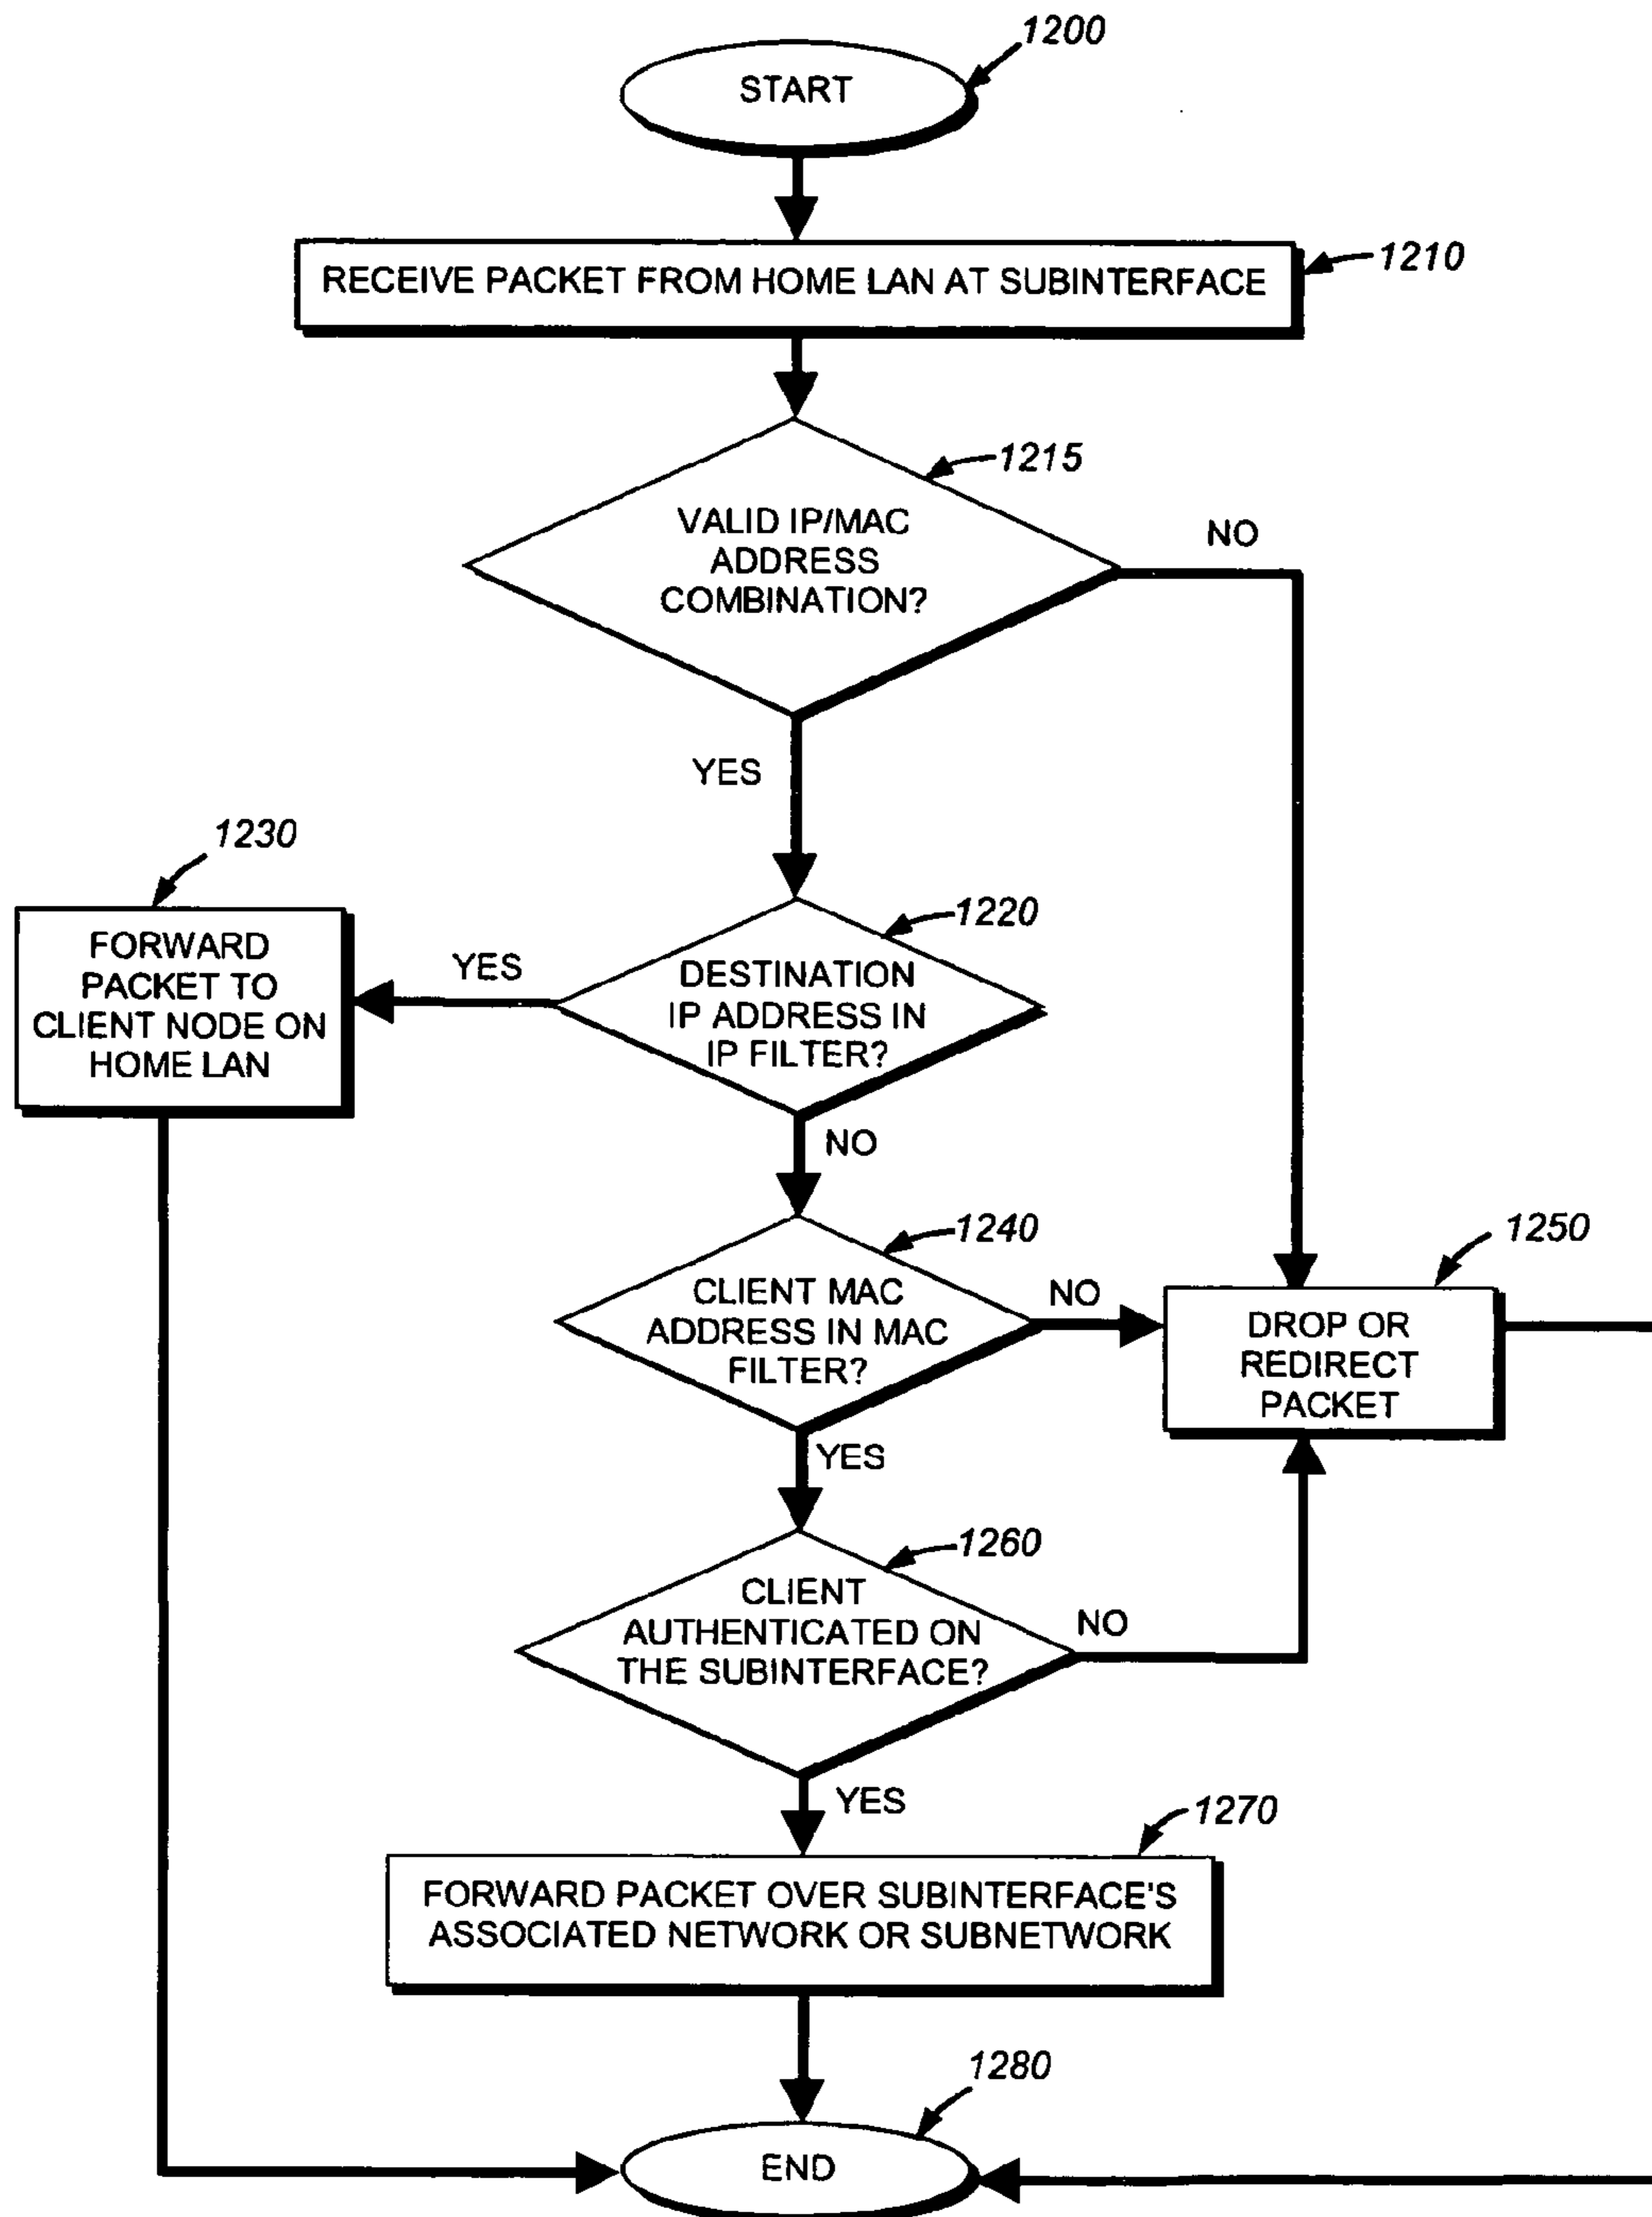 1200
START
1210
RECEIVE PACKET FROM HOME LAN AT SUBINTERFACE
1215
VALID IP/MAC
ADDRESS
COMBINATION?
NO
YES
1230
FORWARD
PACKET TO
CLIENT NODE ON
HOME LAN
YES
1220
DESTINATION
IP ADDRESS IN
IP FILTER?
NO
1240
CLIENT MAC
ADDRESS IN MAC
FILTER?
NO
1250
DROP OR
REDIRECT
PACKET
YES
1260
CLIENT
AUTHENTICATED ON
THE SUBINTERFACE?
NO
YES
1270
FORWARD PACKET OVER SUBINTERFACE'S
ASSOCIATED NETWORK OR SUBNETWORK
1280
END